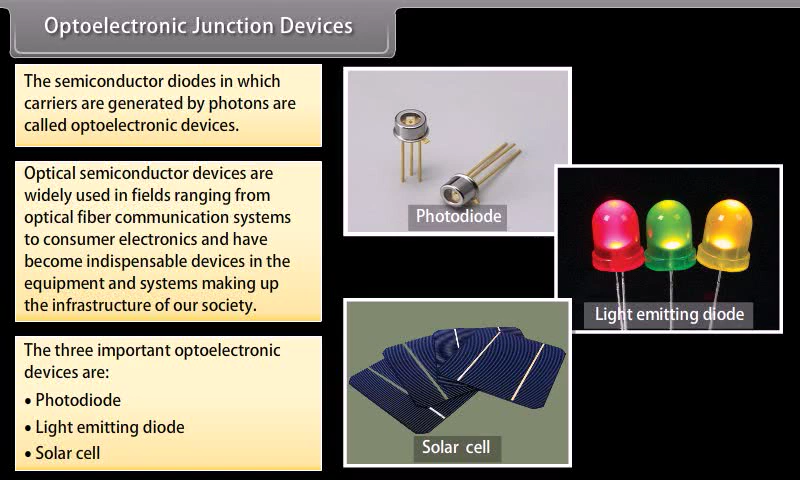 Optoelectronic Junction Devices
The semiconductor diodes in which
carriers are generated by photons are
called optoelectronic devices.
Optical semiconductor devices are
widely used in fields ranging from
optical fiber communication systems
to consumer electronics and have
become indispensable devices in the
equipment and systems making up
the infrastructure of our society.
The three important optoelectronic
devices are:
• Photodiode
• Light emitting diode
• Solar cell
Photodiode
Light emitting diode
Solar cell